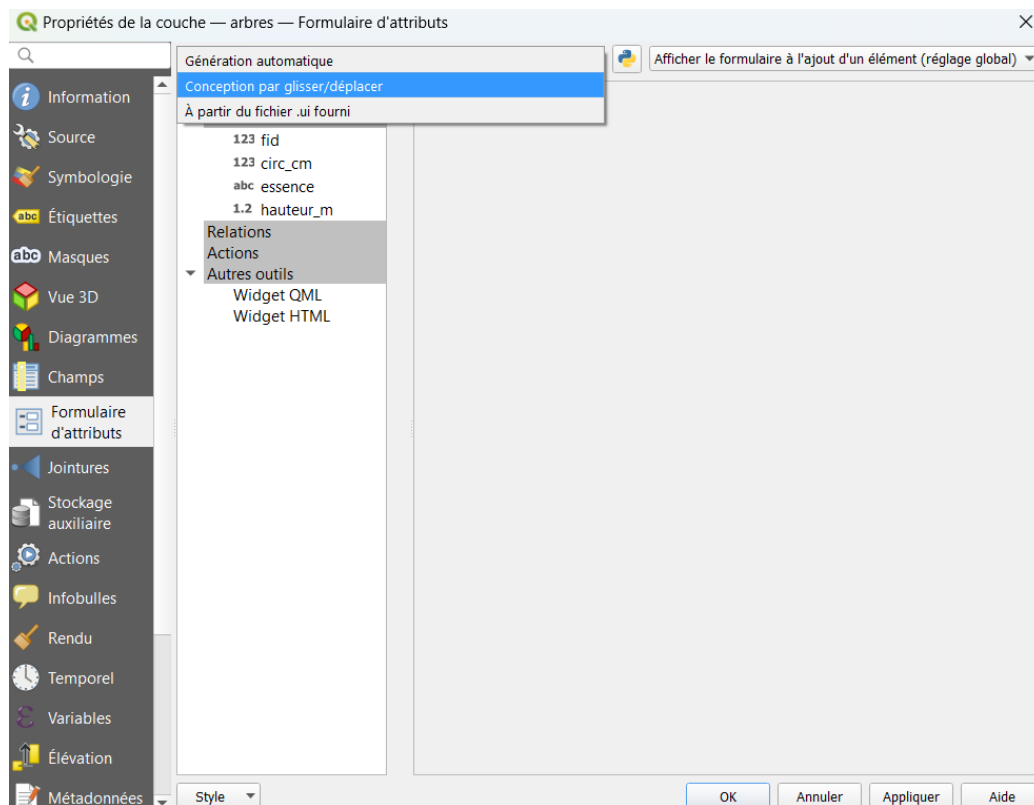 Propriétés de la couche — arbres — Formulaire d'attributs
Génération automatique
Conception par glisser/déplacer
À partir du fichier .ui fourni
Afficher le formulaire à l'ajout d'un élément (réglage global)
Information
Source
Symbologie
abc Étiquettes
abc Masques
Vue 3D
Diagrammes
Champs
Formulaire
d'attributs
Jointures
Stockage
auxiliaire
Actions
Infobulles
Rendu
Temporel
Variables
Élévation
Métadonnées
123 fid
123 circ_cm
abc essence
1.2 hauteur_m
Relations
Actions
Autres outils
Widget QML
Widget HTML
Style
OK
Annuler
Appliquer
Aide